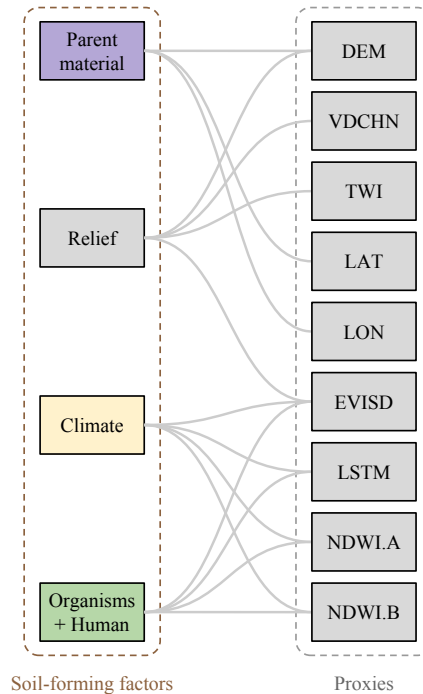 Parent
material
Relief
Climate
Organisms
+ Human
Soil-forming factors
DEM
VDCHN
TWI
LAT
LON
EVISD
LSTM
NDWI.A
NDWI.B
Proxies